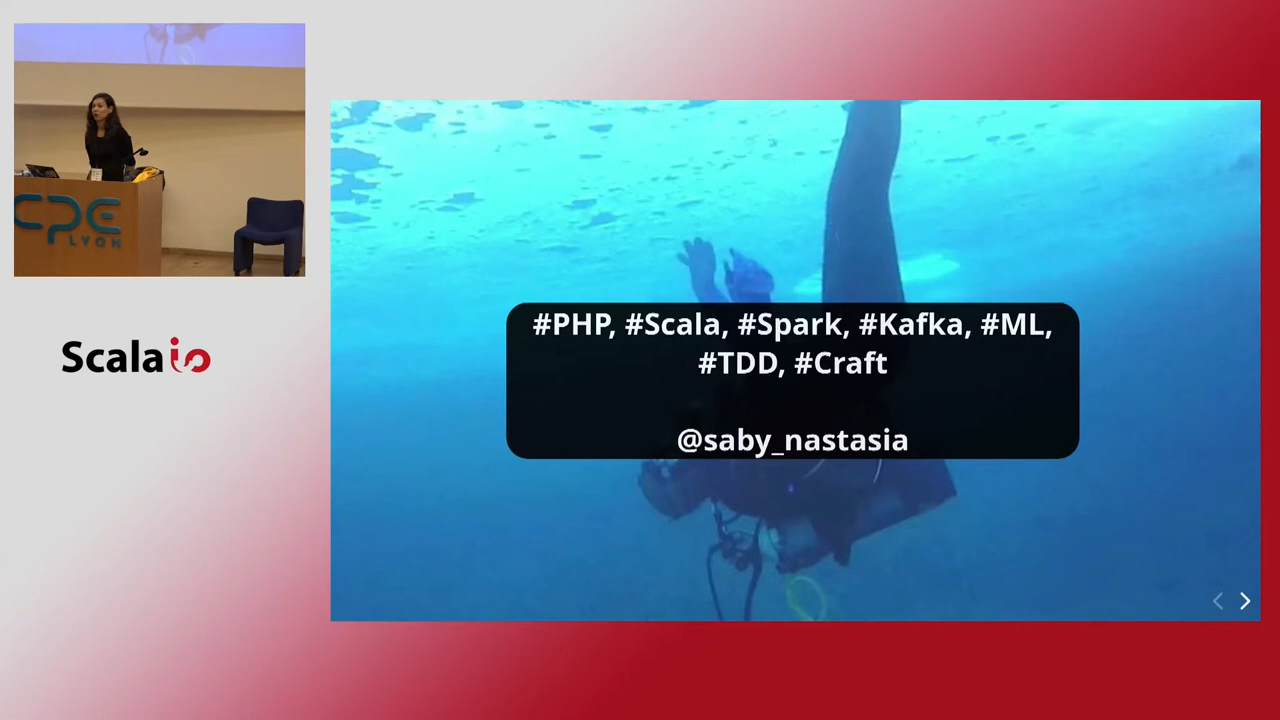 CPE
LYON
Scala io
#PHP, #Scala, #Spark, #Kafka, #ML,
#TDD, #Craft
@saby_nastasia